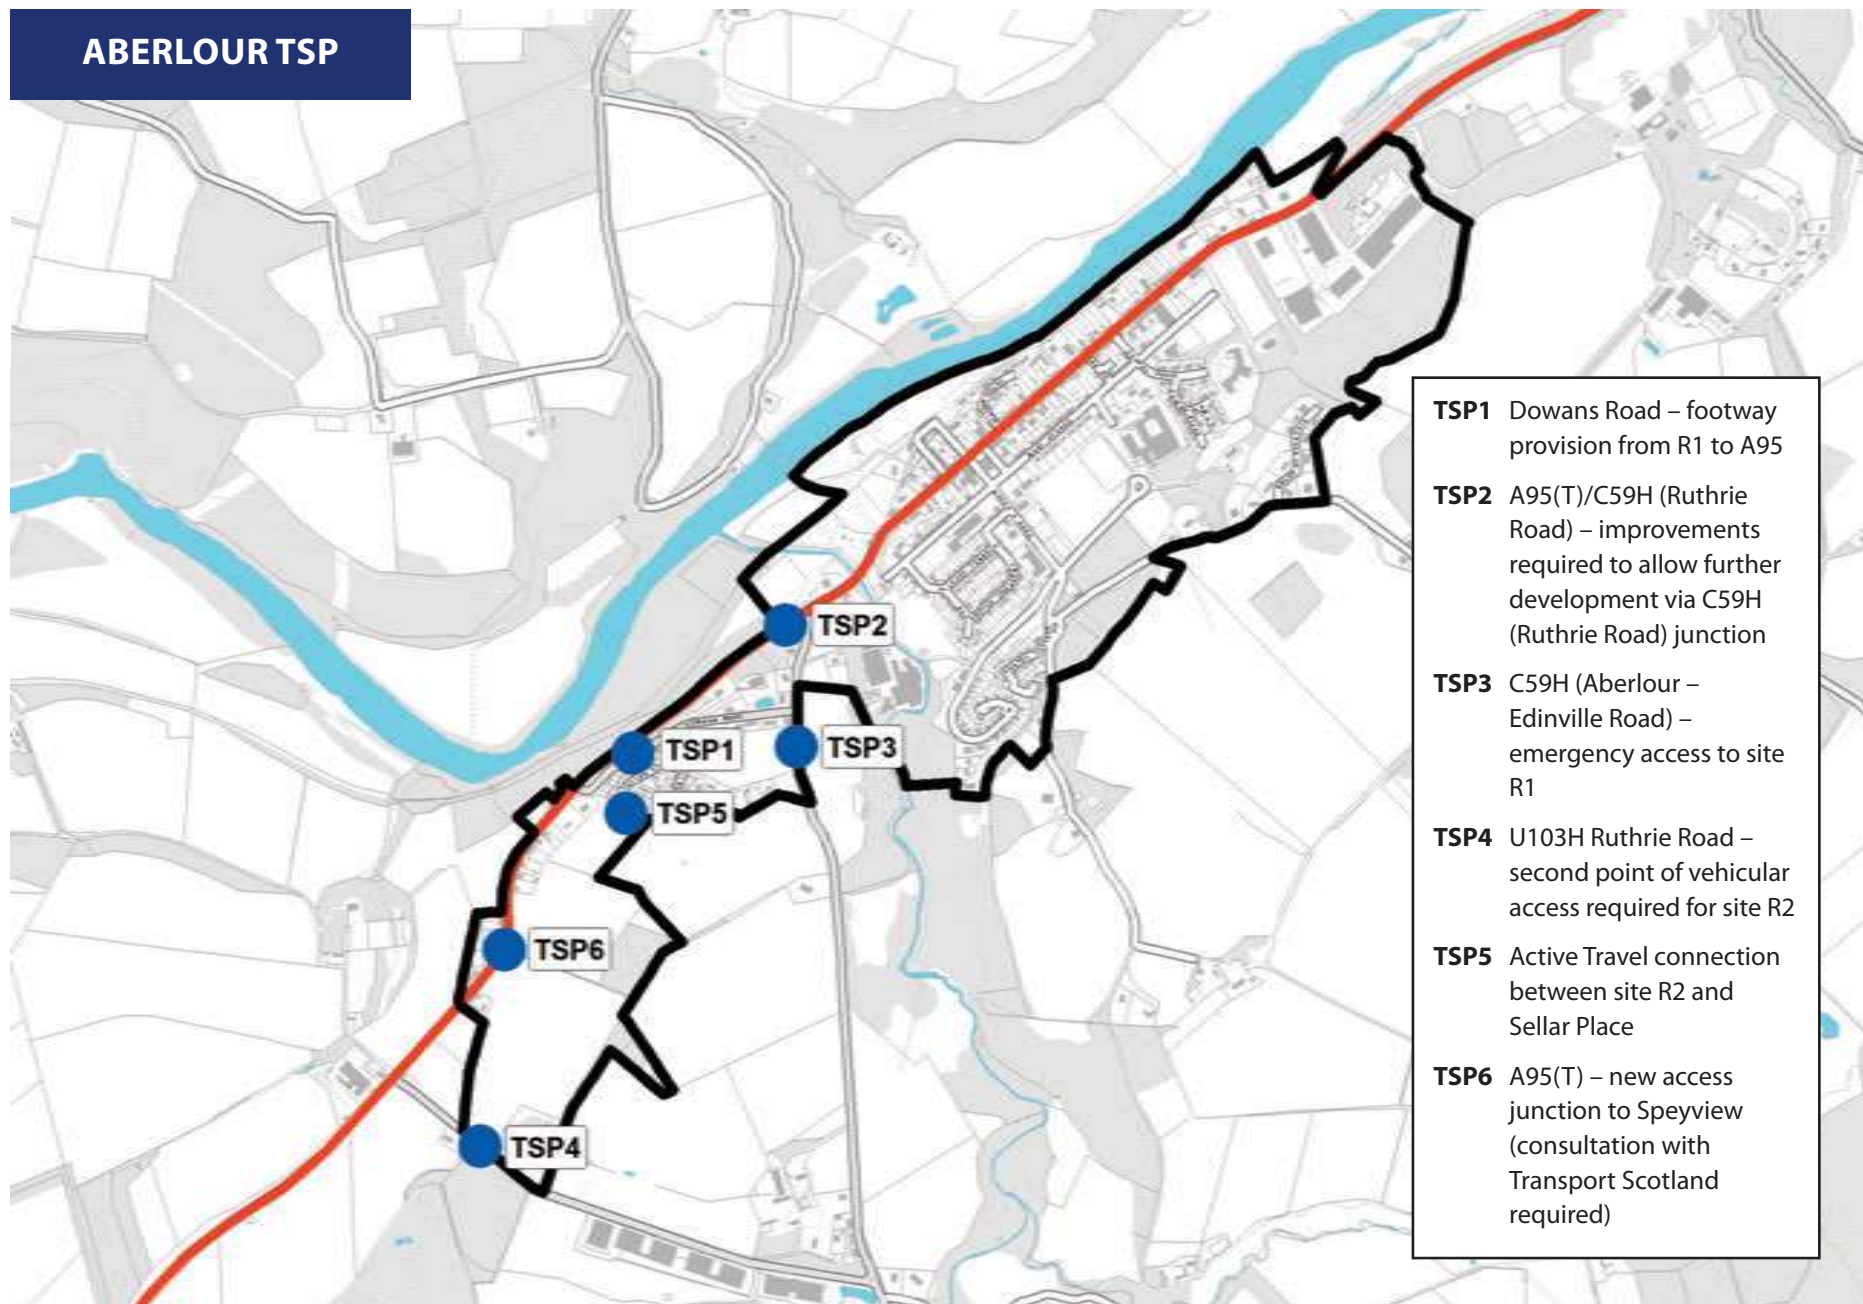 ABERLOUR TSP
TSP2
TSP1
TSP3
TSP5
TSP6
TSP4
TSP1 Dowans Road – footway
provision from R1 to A95
TSP2 A95(T)/C59H (Ruthrie
Road) – improvements
required to allow further
development via C59H
(Ruthrie Road) junction
TSP3 C59H (Aberlour –
Edinville Road) –
emergency access to site
R1
TSP4 U103H Ruthrie Road –
second point of vehicular
access required for site R2
TSP5 Active Travel connection
between site R2 and
Sellar Place
TSP6 A95(T) – new access
junction to Speyview
(consultation with
Transport Scotland
required)